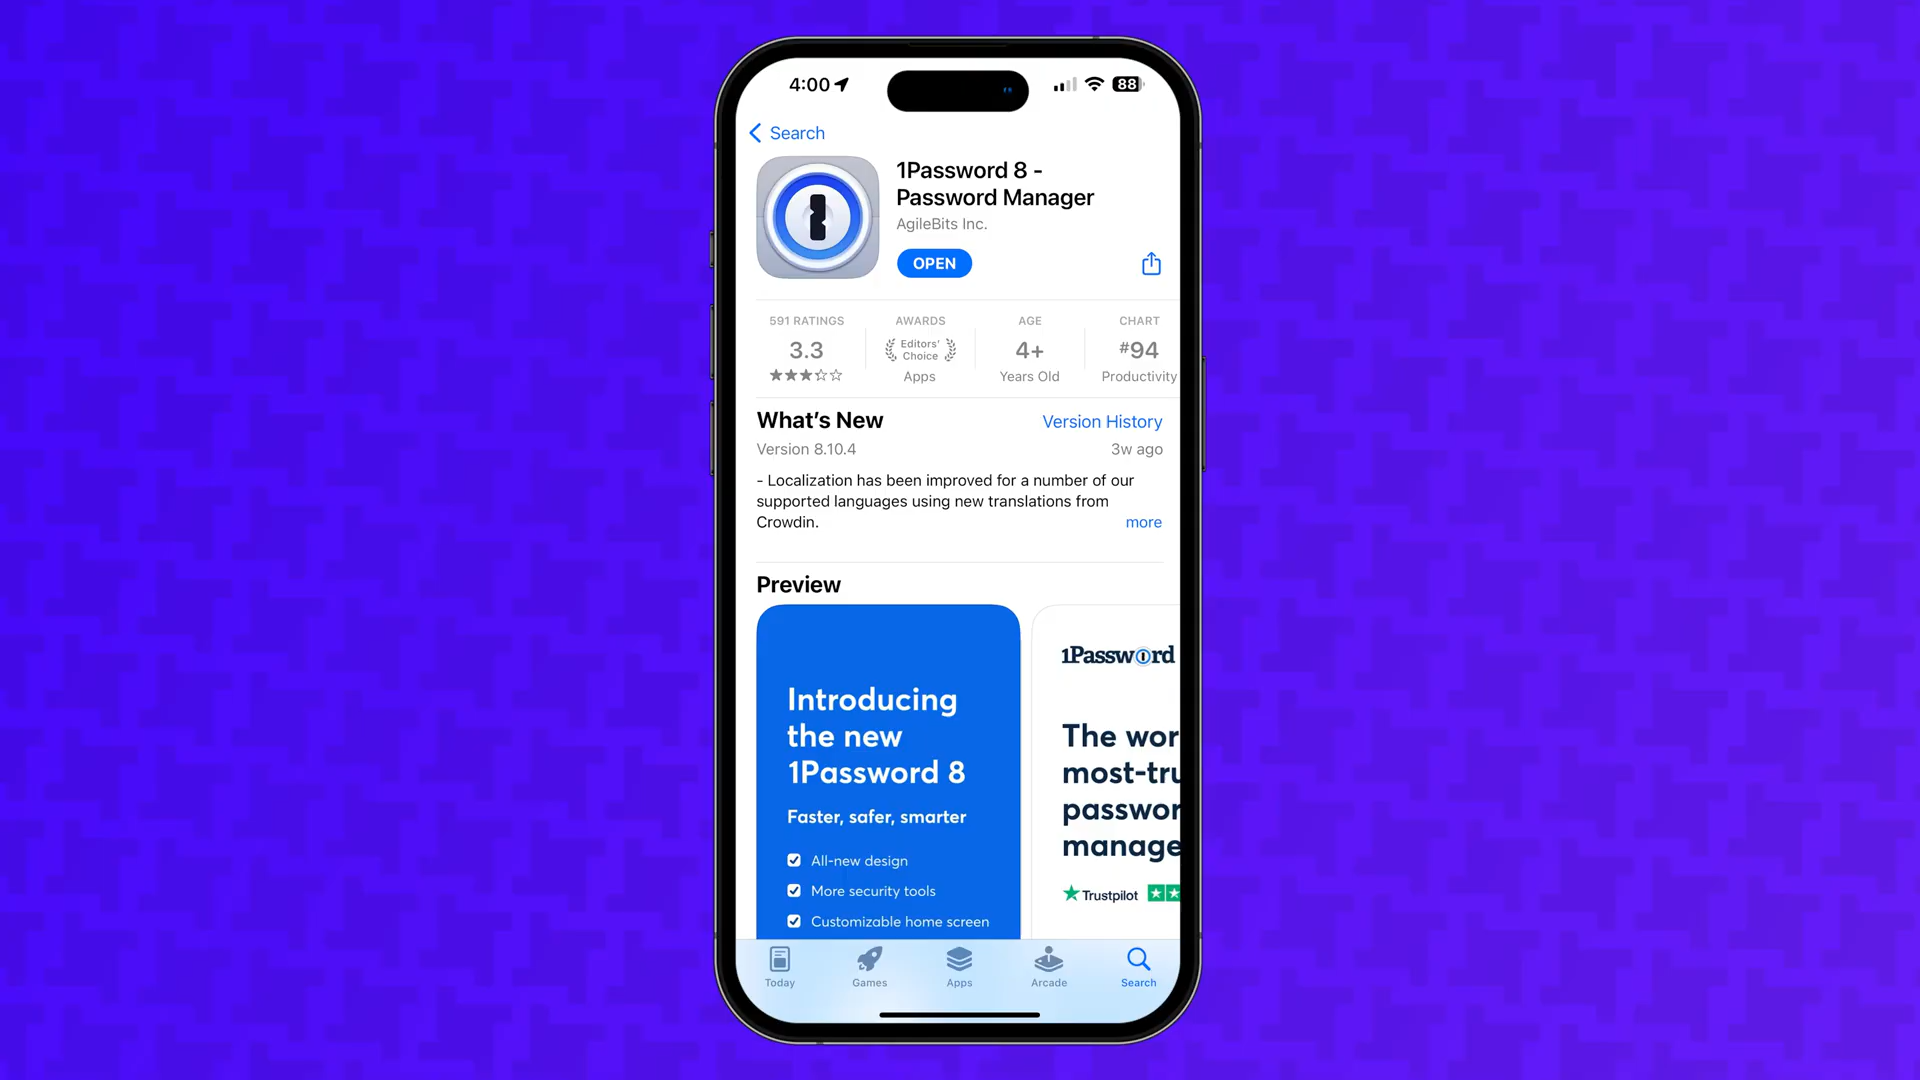 4:00
88
Search
1Password 8 -
Password Manager
AgileBits Inc.
OPEN
591 RATINGS
3.3
AWARDS
Editors'
Choice
Apps
AGE
4+
Years Old
CHART
#94
Productivity
What's New
Version History
Version 8.10.4
3w ago
- Localization has been improved for a number of our
supported languages using new translations from
Crowdin.
more
Preview
Introducing
the new
1Password 8
Faster, safer, smarter
All-new design
More security tools
Customizable home screen
1Password
The wor
most-tru
passwor
manage
Trustpilot
Today
Games
Apps
Arcade
Search